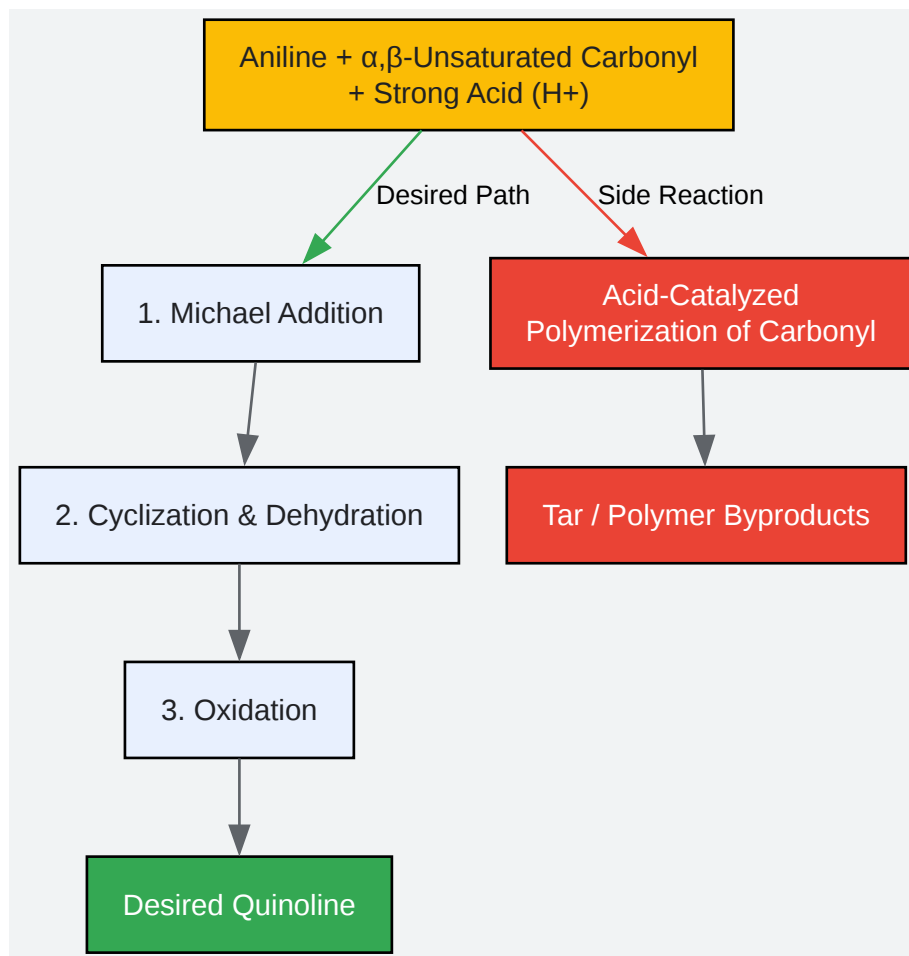 Aniline + α,β-Unsaturated Carbonyl
+ Strong Acid (H+)
Desired Path
Side Reaction
1. Michael Addition
Acid-Catalyzed
Polymerization of Carbonyl
2. Cyclization & Dehydration
Tar / Polymer Byproducts
3. Oxidation
Desired Quinoline